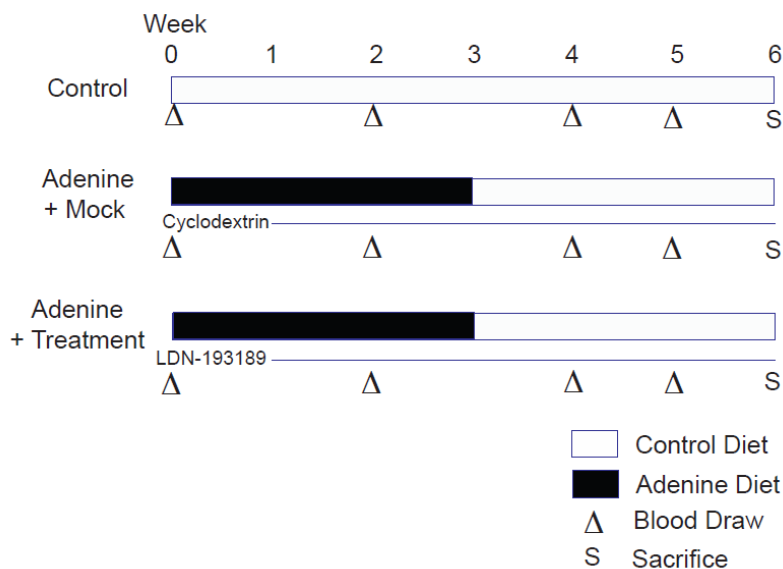 Week
0 1 2 3 4 5 6
Control
Δ Δ Δ Δ S
Adenine
+ Mock
Cyclodextrin
Δ Δ Δ Δ S
Adenine
+ Treatment
LDN-193189
Δ Δ Δ Δ S
Control Diet
Adenine Diet
Δ Blood Draw
S Sacrifice